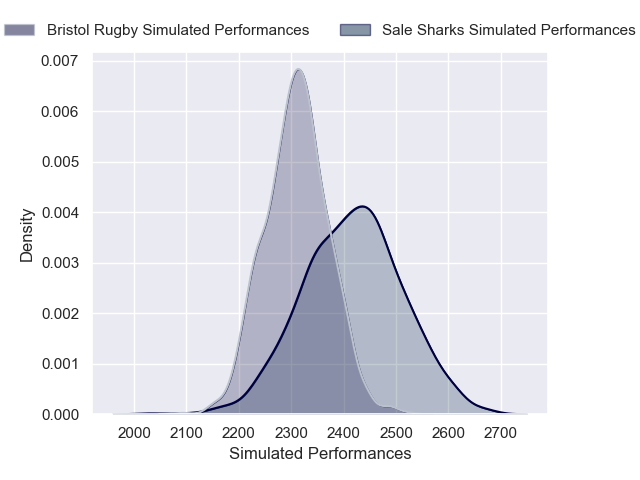 Bristol Rugby Simulated Performances Sale Sharks Simulated Performances
0.007
0.006
0.005
0.004
0.003
0.002
0.001
0.000
Density
2000 2100 2200 2300 2400 2500 2600 2700
Simulated Performances